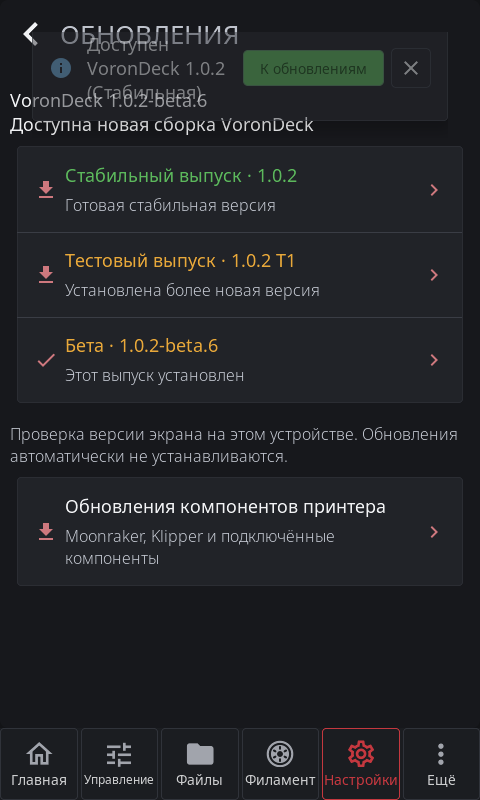 ОБНОВЛЕНИЯ
Доступен
VoronDeck 1.0.2
(Стабильная)
К обновлениям
VoronDeck 1.0.2-beta.6
Доступна новая сборка VoronDeck
Стабильный выпуск · 1.0.2
Готовая стабильная версия
Тестовый выпуск · 1.0.2 T1
Установлена более новая версия
Бета · 1.0.2-beta.6
Этот выпуск установлен
Проверка версии экрана на этом устройстве. Обновления
автоматически не устанавливаются.
Обновления компонентов принтера
Moonraker, Klipper и подключённые
компоненты
Главная
Управление
Файлы
Филамент
Настройки
Ещё